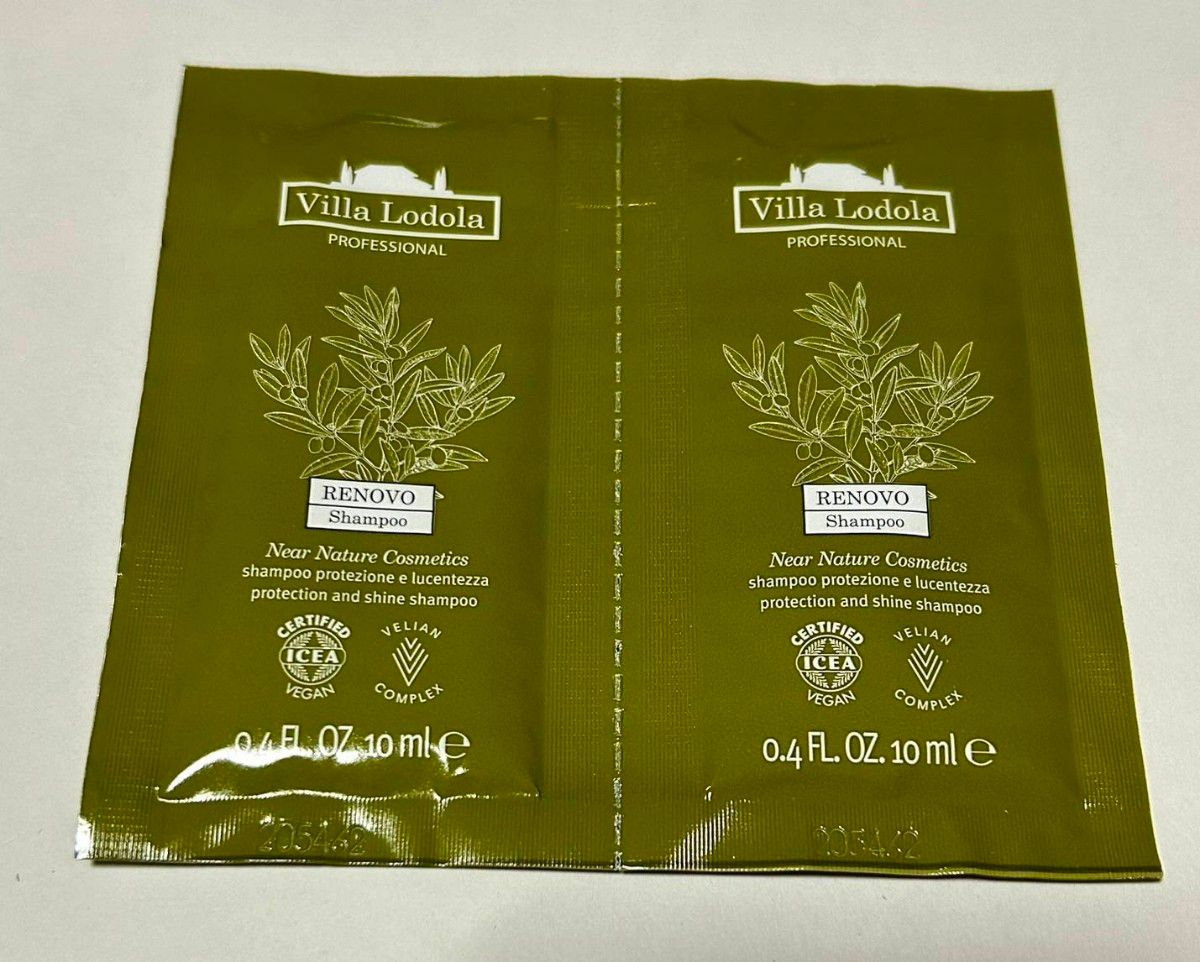 Villa Lodola
PROFESSIONAL
RENOVO
Shampoo
Near Nature Cosmetics
shampoo protezione e lucentezza
protection and shine shampoo
CERTIFIED
ICEA
VEGAN
VELIAN
COMPLEX
0.4 FL. OZ. 10 ml ℮
205442
Villa Lodola
PROFESSIONAL
RENOVO
Shampoo
Near Nature Cosmetics
shampoo protezione e lucentezza
protection and shine shampoo
CERTIFIED
ICEA
VEGAN
VELIAN
COMPLEX
0.4 FL. OZ. 10 ml ℮
205442